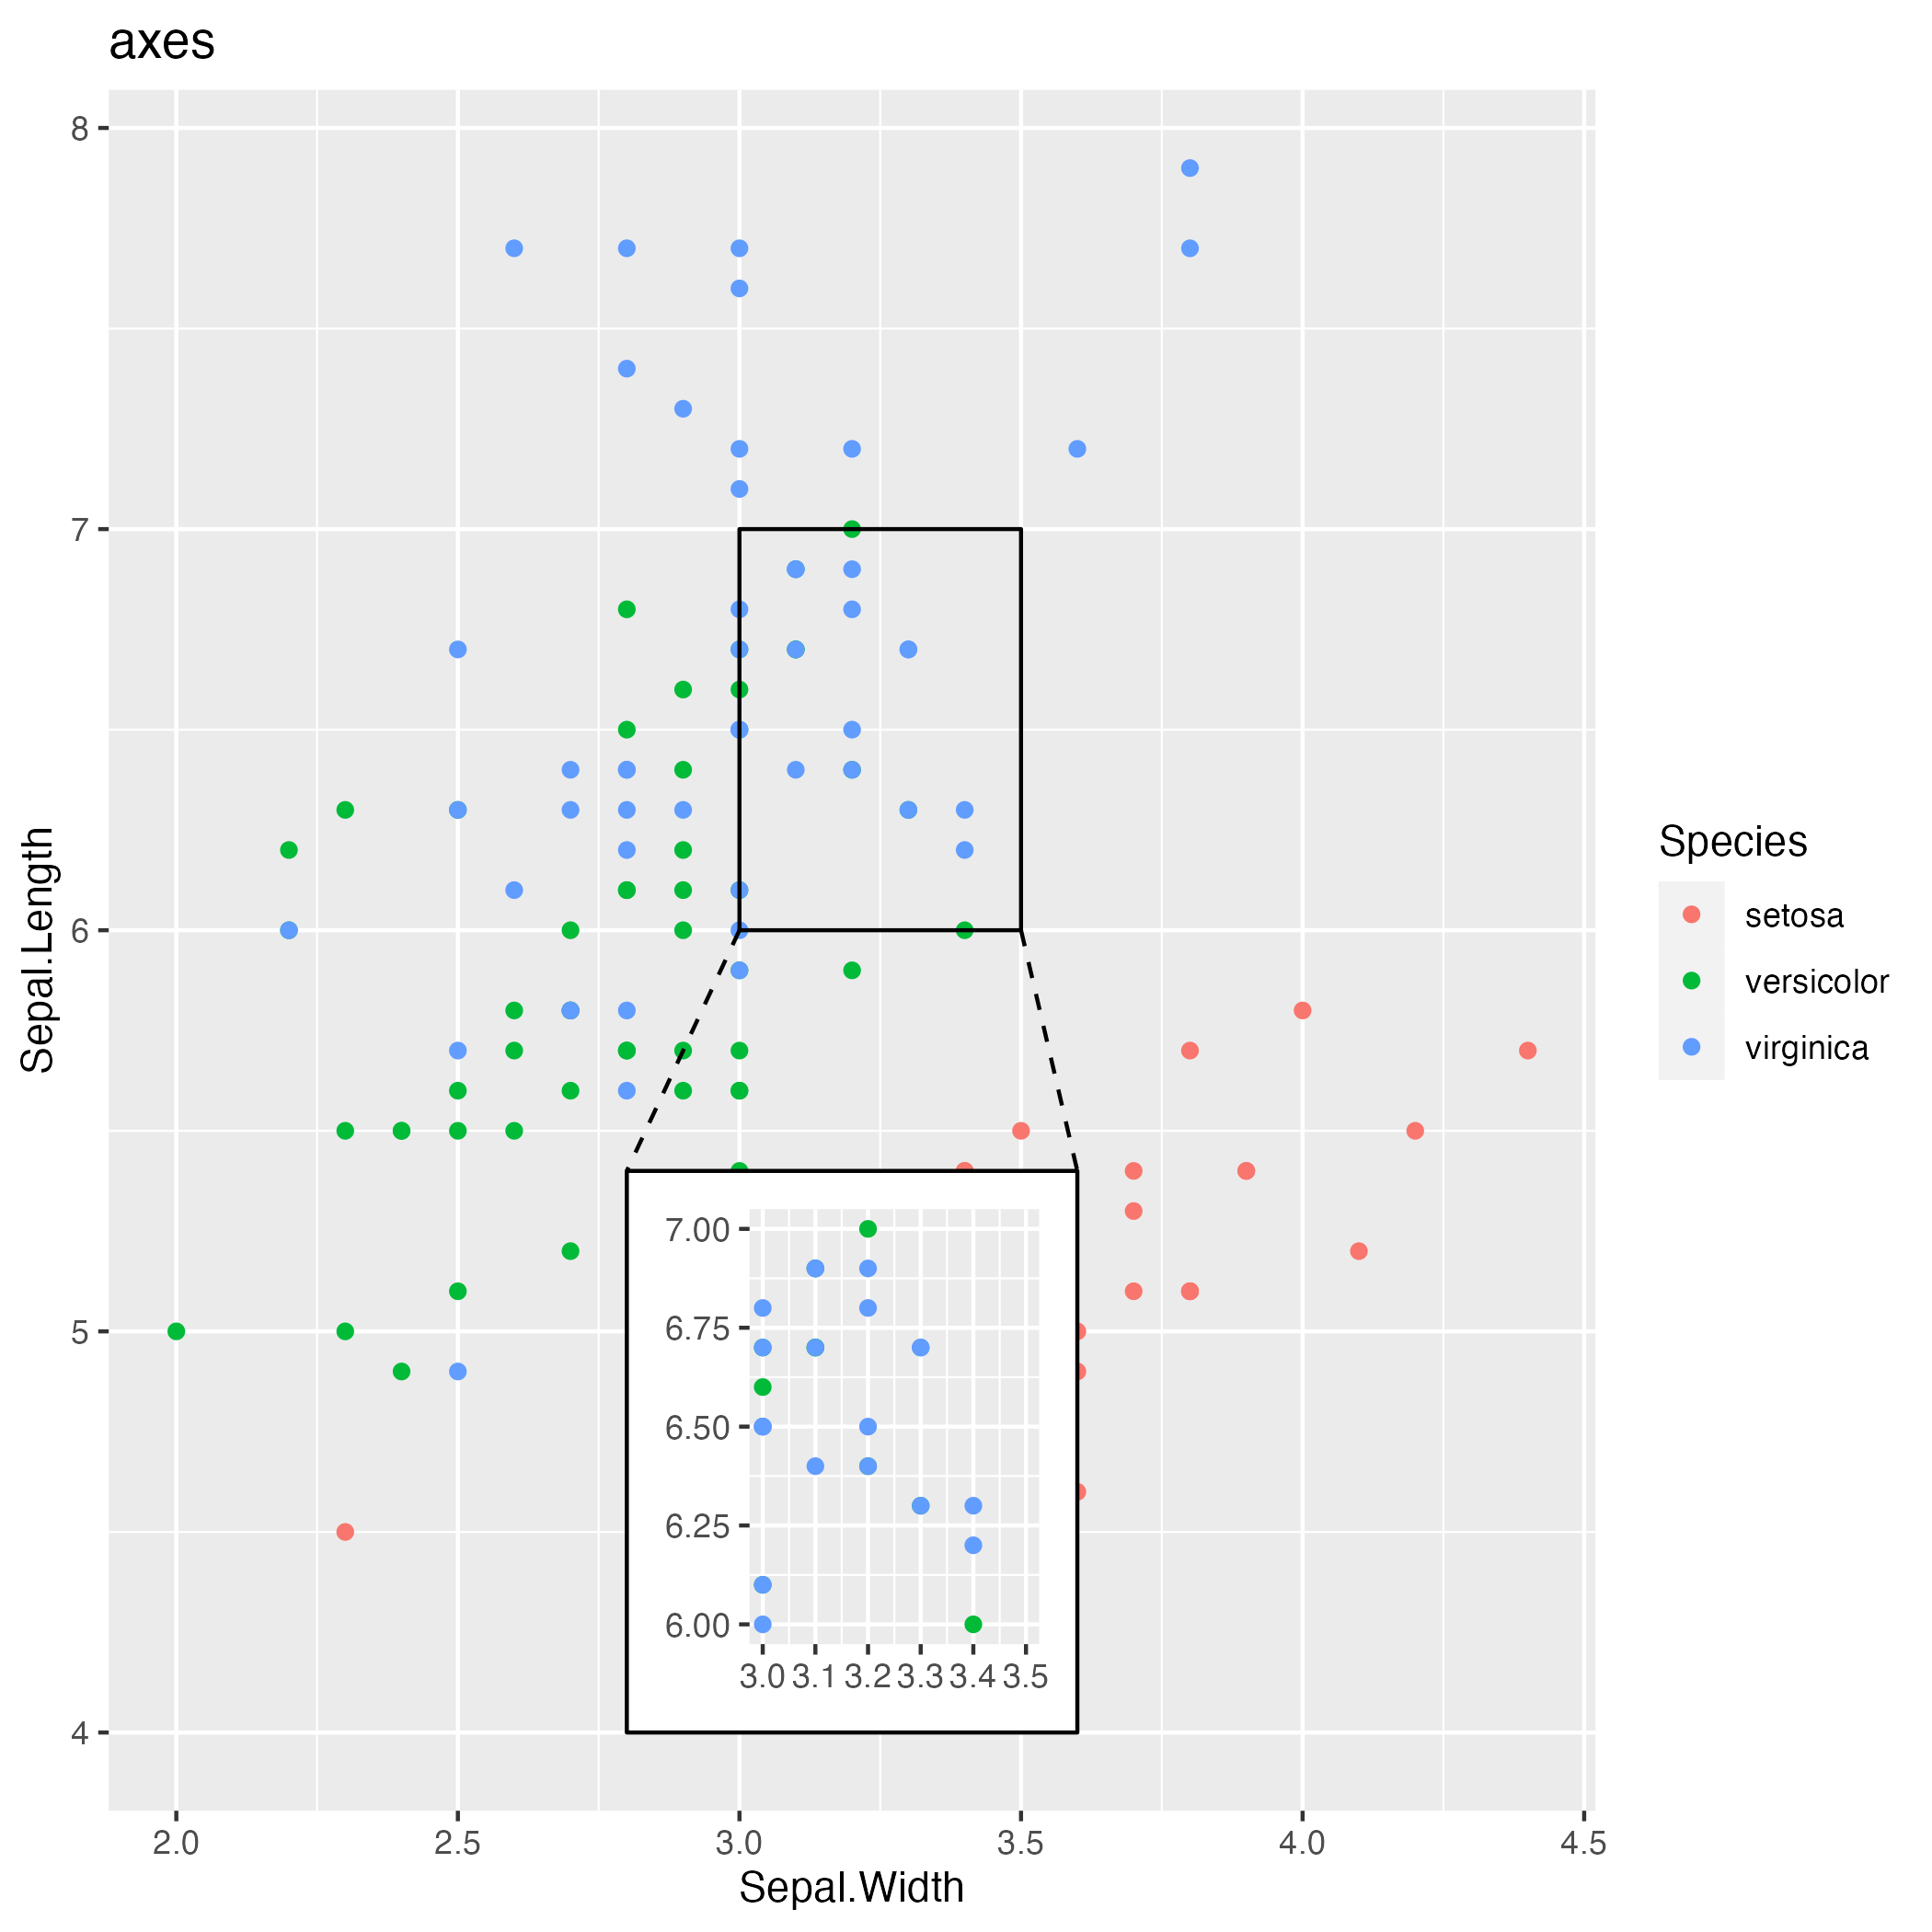 axes
8
7
6
5
4
Sepal.Length
7.00
6.75
6.50
6.25
6.00
3.0 3.1 3.2 3.3 3.4 3.5
2.0 2.5 3.0 3.5 4.0 4.5
Sepal.Width
Species
setosa
versicolor
virginica